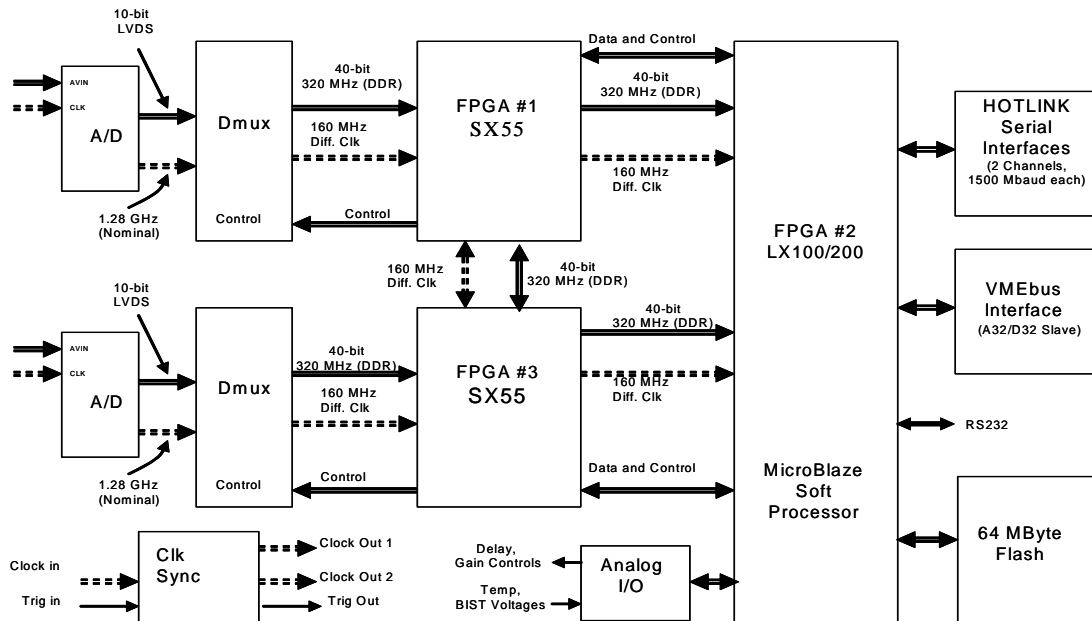 10-bit
LVDS
AVIN
CLK
A/D
1.28 GHz
(Nominal)
Dmux
Control
40-bit
320 MHz (DDR)
160 MHz
Diff. Clk
Control
FPGA #1
SX55
Data and Control
40-bit
320 MHz (DDR)
160 MHz
Diff. Clk
160 MHz
Diff. Clk
40-bit
320 MHz (DDR)
10-bit
LVDS
AVIN
CLK
A/D
1.28 GHz
(Nominal)
Dmux
Control
40-bit
320 MHz (DDR)
160 MHz
Diff. Clk
Control
FPGA #3
SX55
40-bit
320 MHz (DDR)
160 MHz
Diff. Clk
Data and Control
FPGA #2
LX100/200
MicroBlaze
Soft
Processor
HOTLINK
Serial
Interfaces
(2 Channels,
1500 Mbaud each)
VMEbus
Interface
(A32/D32 Slave)
RS232
64 MByte
Flash
Clock in
Trig in
Clk
Sync
Clock Out 1
Clock Out 2
Trig Out
Delay,
Gain Controls
Temp,
BIST Voltages
Analog
I/O